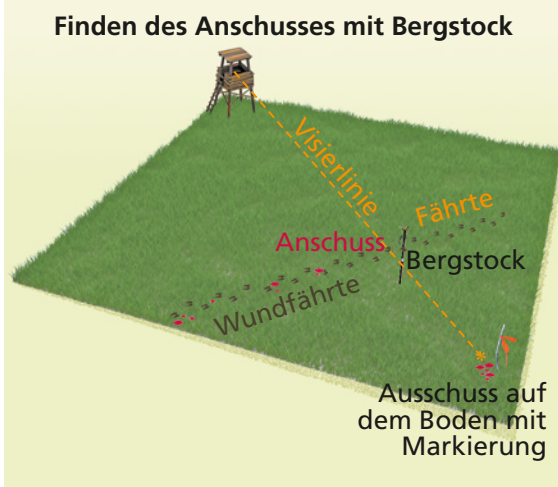 Finden des Anschusses mit Bergstock
Visierlinie
Fährte
Anschuss
Bergstock
Wundfährte
Ausschuss auf
dem Boden mit
Markierung